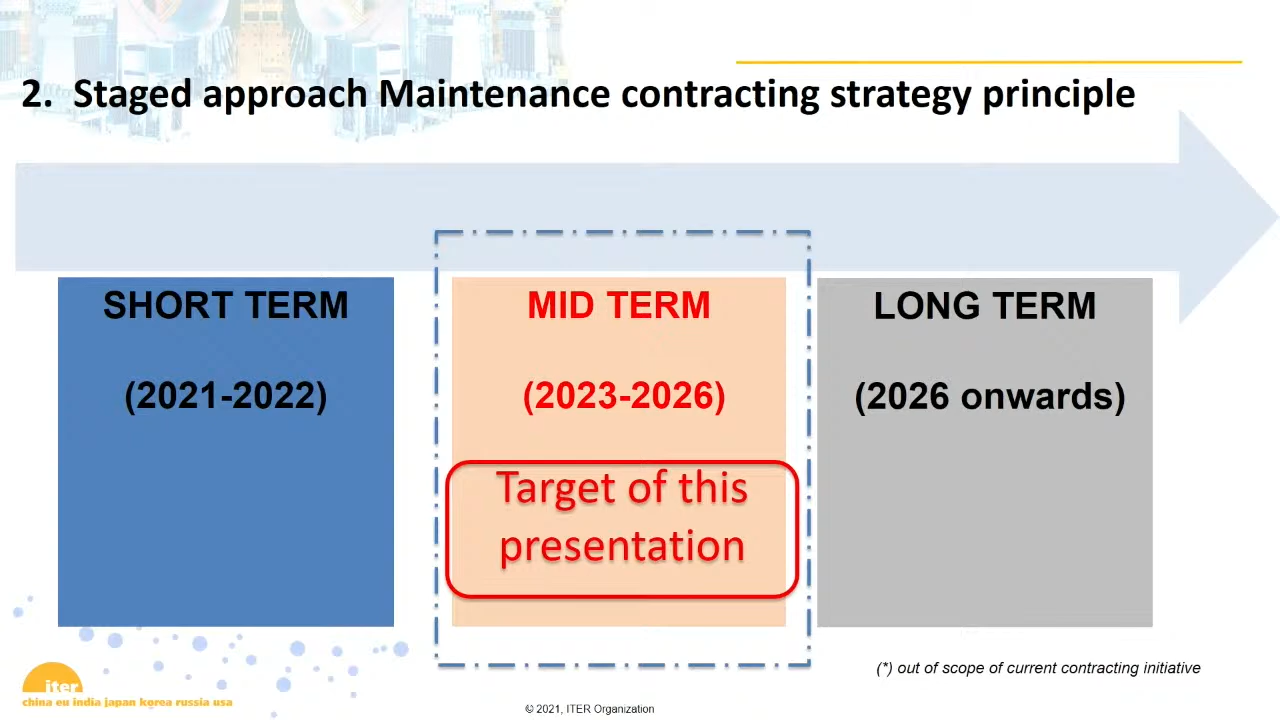 2. Staged approach Maintenance contracting strategy principle
SHORT TERM
(2021-2022)
MID TERM
(2023-2026)
Target of this
presentation
LONG TERM
(2026 onwards)
(*) out of scope of current contracting initiative
iter
china eu india japan korea russia usa
© 2021, ITER Organization